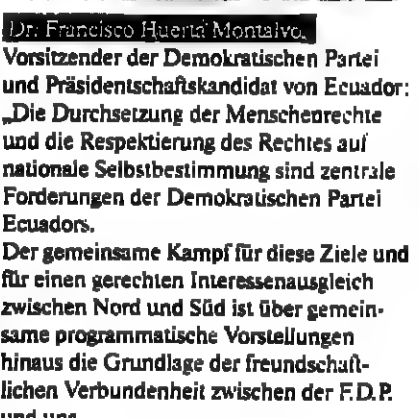 Dr. Francisco Huerta Montalvo,
Vorsitzender der Demokratischen Partei
und Präsidentschaftskandidat von Ecuador:
„Die Durchsetzung der Menschenrechte
und die Respektierung des Rechtes auf
nationale Selbstbestimmung sind zentrale
Forderungen der Demokratischen Partei
Ecuadors.
Der gemeinsame Kampf für diese Ziele und
für einen gerechten Interessenausgleich
zwischen Nord und Süd ist über gemein-
same programmatische Vorstellungen
hinaus die Grundlage der freundschaft-
lichen Verbundenheit zwischen der F.D.P.
und uns